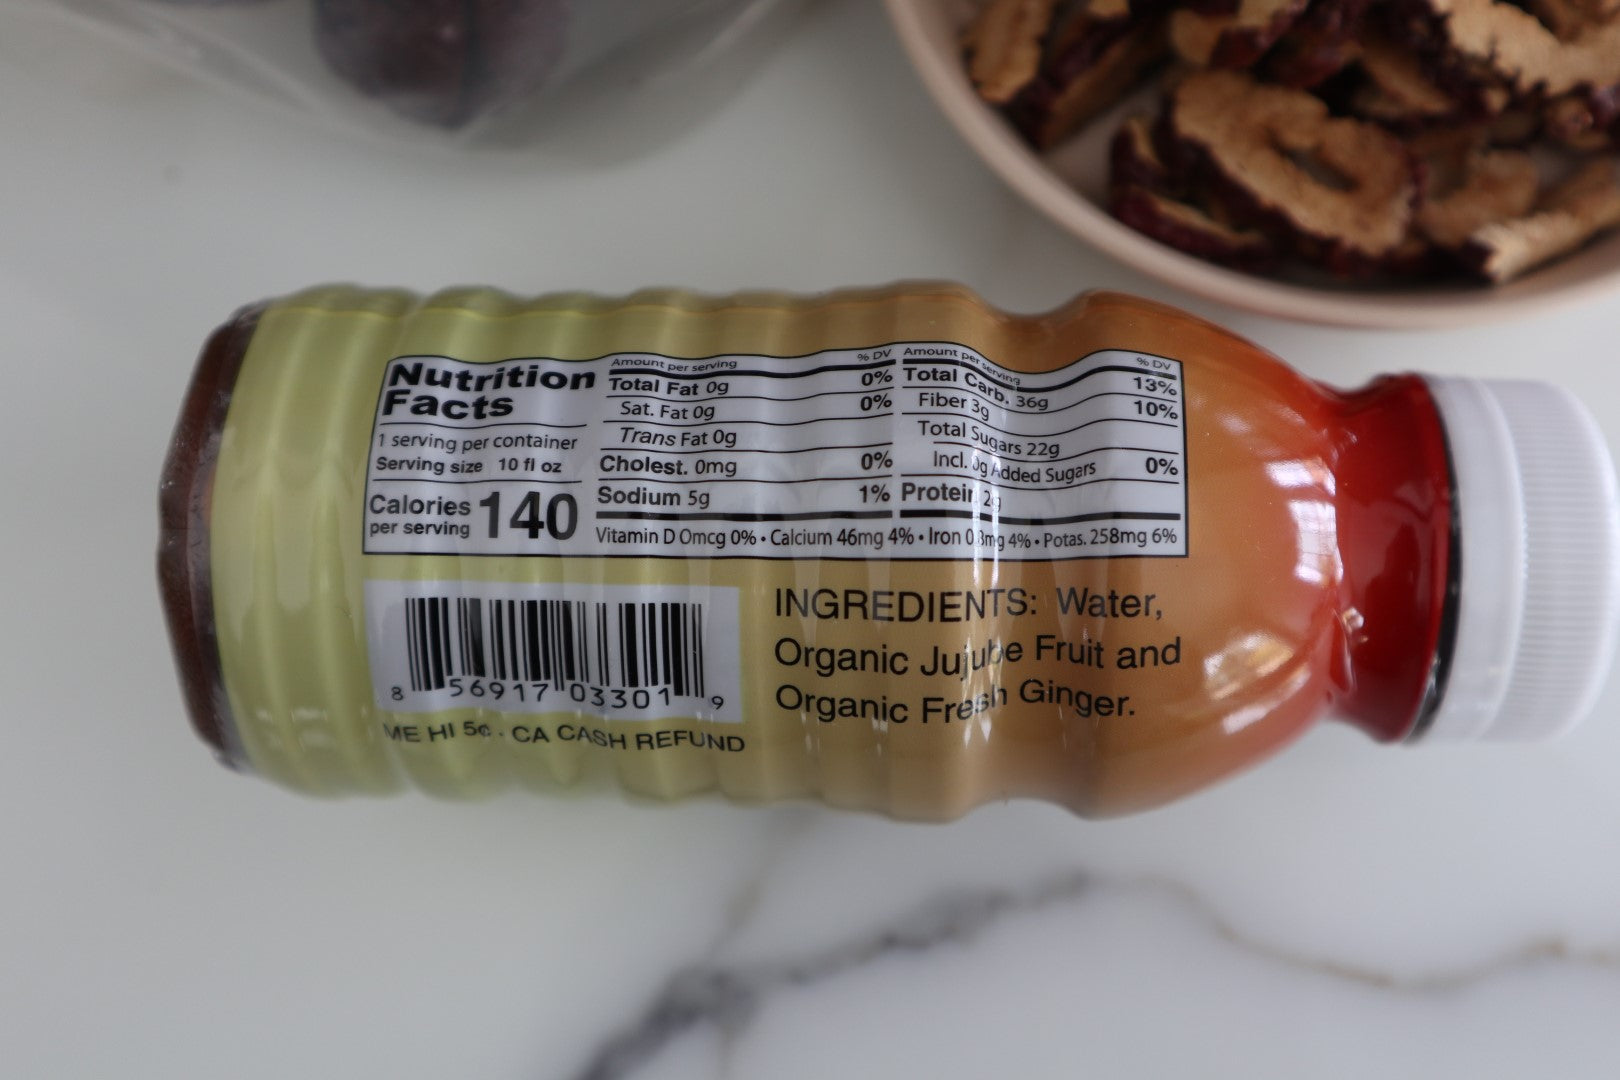 Nutrition
Facts
1 serving per container
Serving size 10 fl oz
Calories 140
per serving
Amount per serving % DV
Total Fat 0g 0%
Sat. Fat 0g 0%
Trans Fat 0g
Cholest. 0mg 0%
Sodium 5g 1%
Amount per serving % DV
Total Carb. 36g 13%
Fiber 3g 10%
Total Sugars 22g
Incl. 0g Added Sugars 0%
Protein 2g
Vitamin D 0mcg 0% • Calcium 46mg 4% • Iron 0.8mg 4% • Potas. 258mg 6%
8 56917 03301 9
ME HI 5¢ . CA CASH REFUND
INGREDIENTS: Water,
Organic Jujube Fruit and
Organic Fresh Ginger.